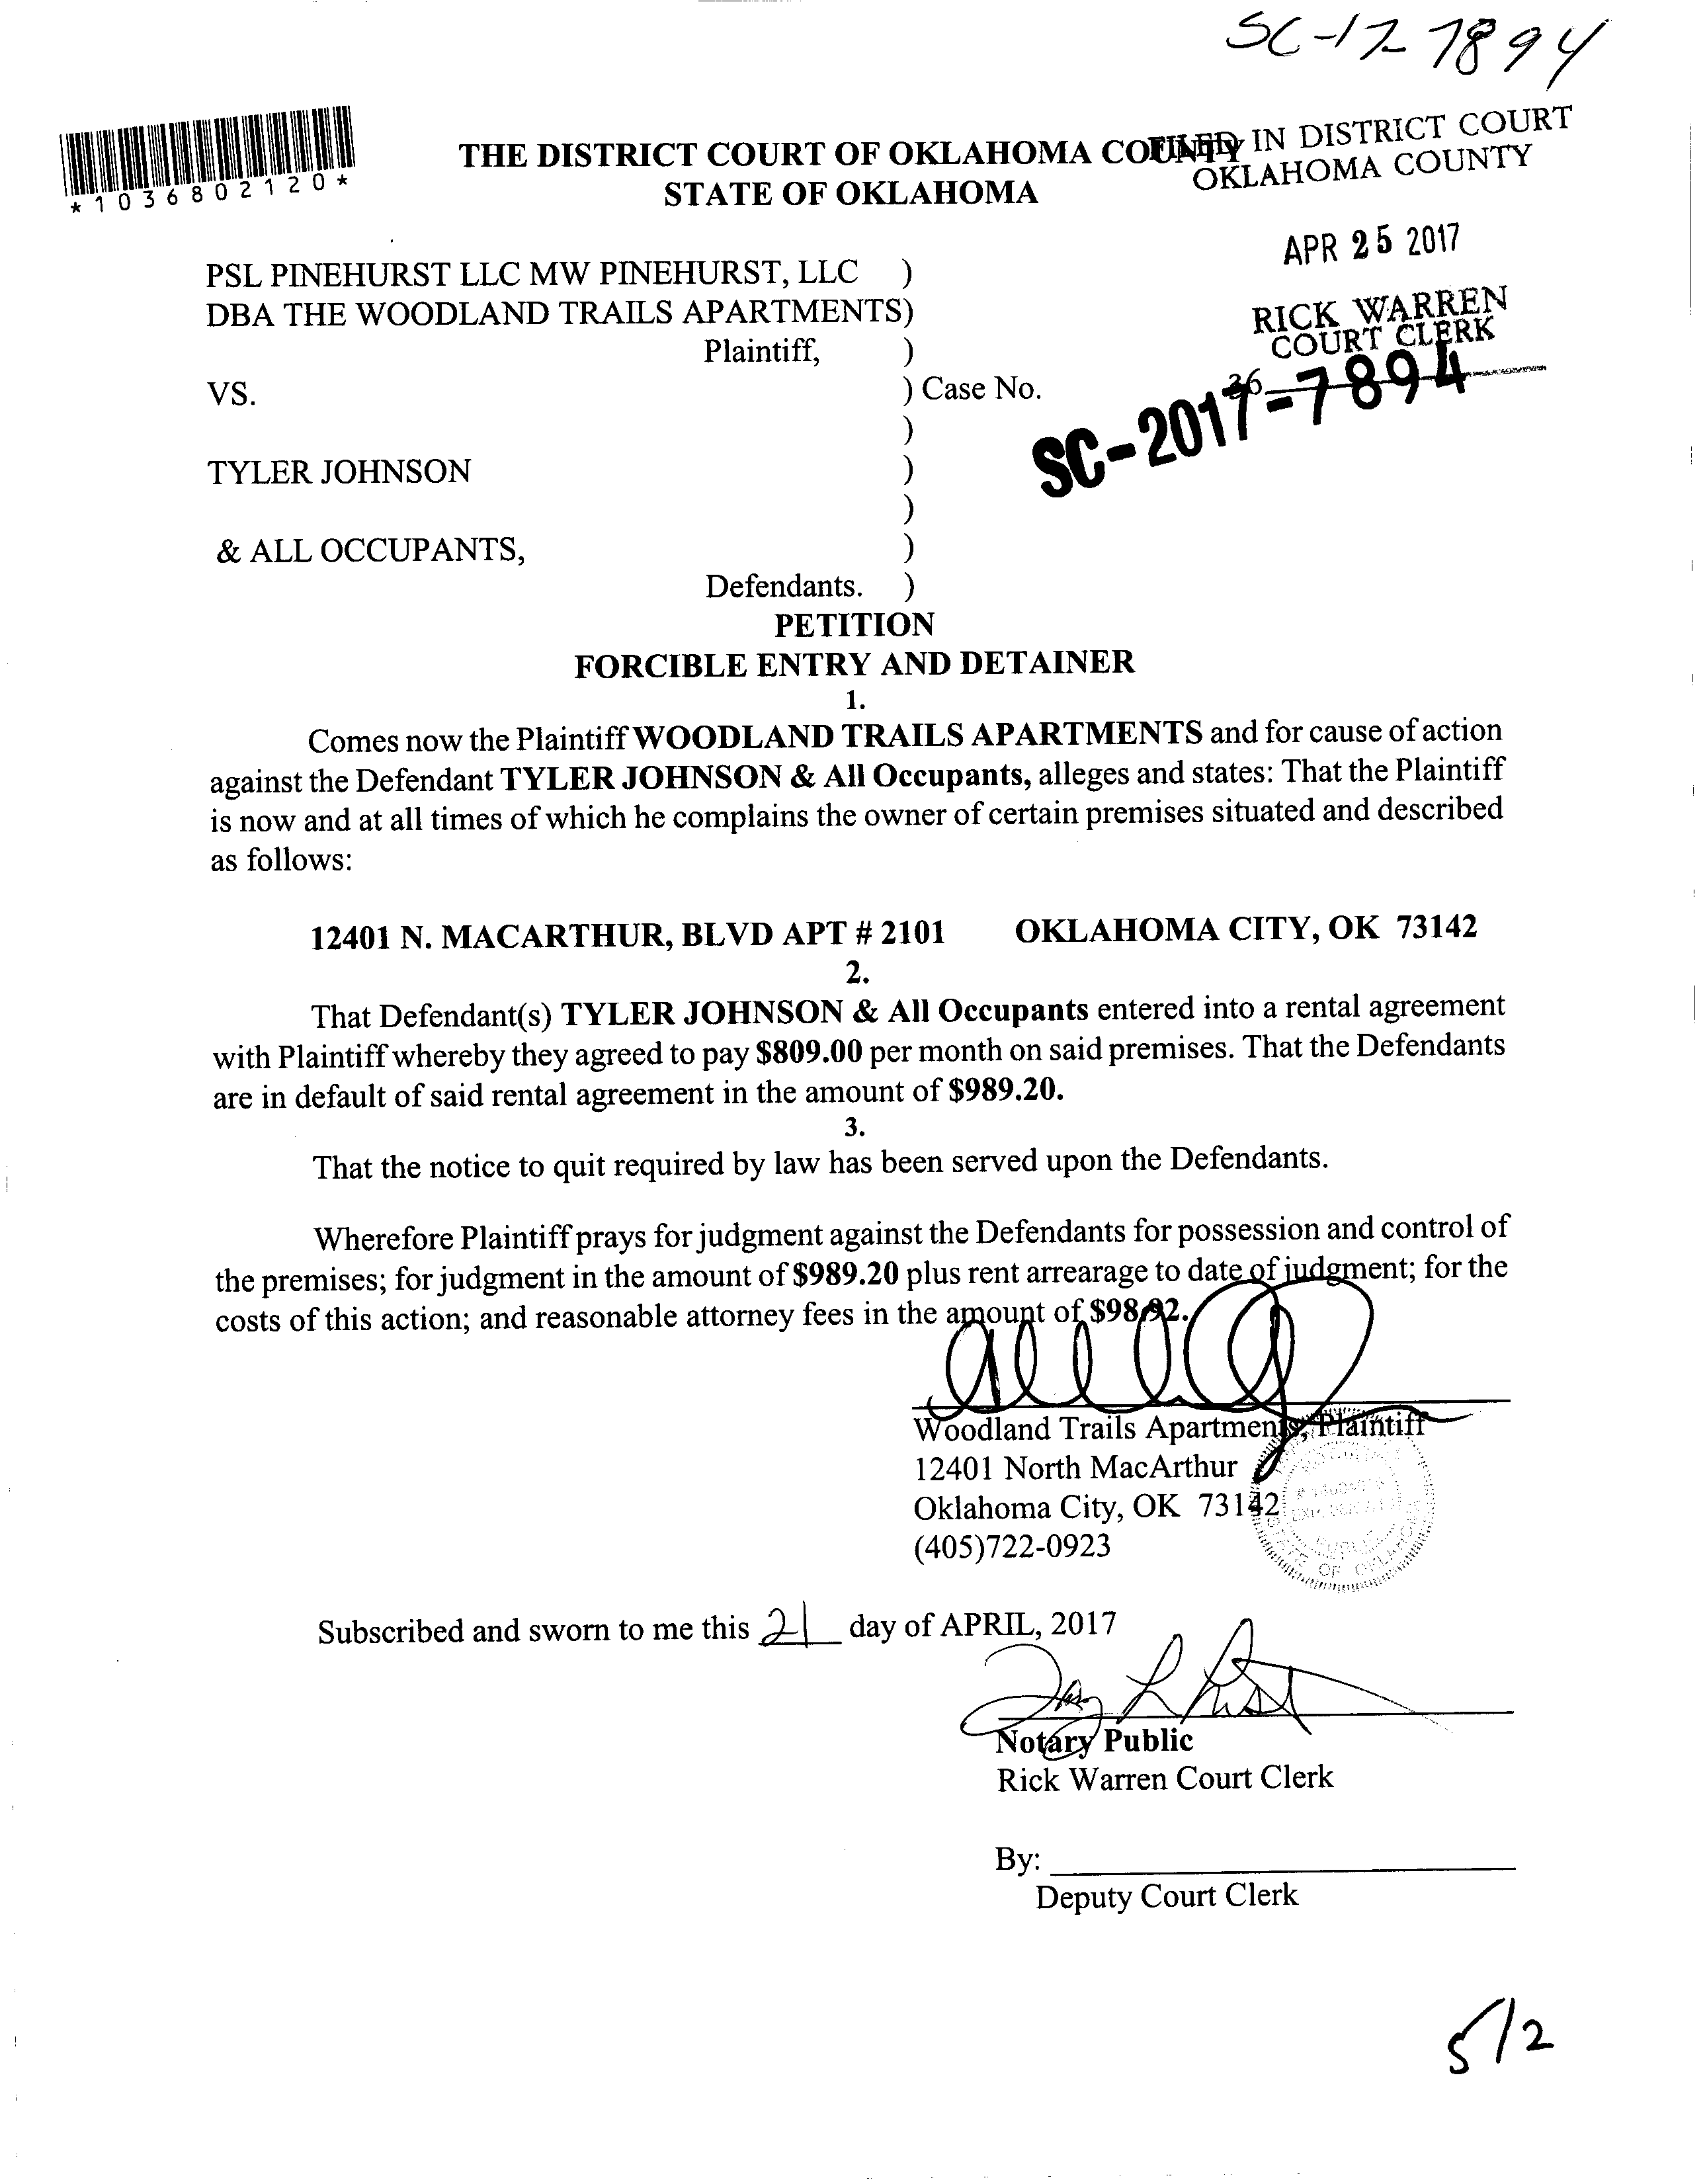 SC-17 7894
*1036802120*
THE DISTRICT COURT OF OKLAHOMA COUNTY
STATE OF OKLAHOMA
FILED IN DISTRICT COURT
OKLAHOMA COUNTY
APR 25 2017
RICK WARREN
COURT CLERK
36
SC-2017-7894
PSL PINEHURST LLC MW PINEHURST, LLC )
DBA THE WOODLAND TRAILS APARTMENTS)
Plaintiff, )
VS. ) Case No.
)
TYLER JOHNSON )
)
& ALL OCCUPANTS, )
Defendants. )
PETITION
FORCIBLE ENTRY AND DETAINER
1.
Comes now the Plaintiff WOODLAND TRAILS APARTMENTS and for cause of action
against the Defendant TYLER JOHNSON & All Occupants, alleges and states: That the Plaintiff
is now and at all times of which he complains the owner of certain premises situated and described
as follows:
12401 N. MACARTHUR, BLVD APT # 2101 OKLAHOMA CITY, OK 73142
2.
That Defendant(s) TYLER JOHNSON & All Occupants entered into a rental agreement
with Plaintiff whereby they agreed to pay $809.00 per month on said premises. That the Defendants
are in default of said rental agreement in the amount of $989.20.
3.
That the notice to quit required by law has been served upon the Defendants.
Wherefore Plaintiff prays for judgment against the Defendants for possession and control of
the premises; for judgment in the amount of $989.20 plus rent arrearage to date of judgment; for the
costs of this action; and reasonable attorney fees in the amount of $98.92.
Woodland Trails Apartments, Plaintiff
12401 North MacArthur
Oklahoma City, OK 73142
(405)722-0923
STATE OF OKLAHOMA
PUBLIC
Subscribed and sworn to me this 21 day of APRIL, 2017
Notary Public
Rick Warren Court Clerk
By:
Deputy Court Clerk
5/2